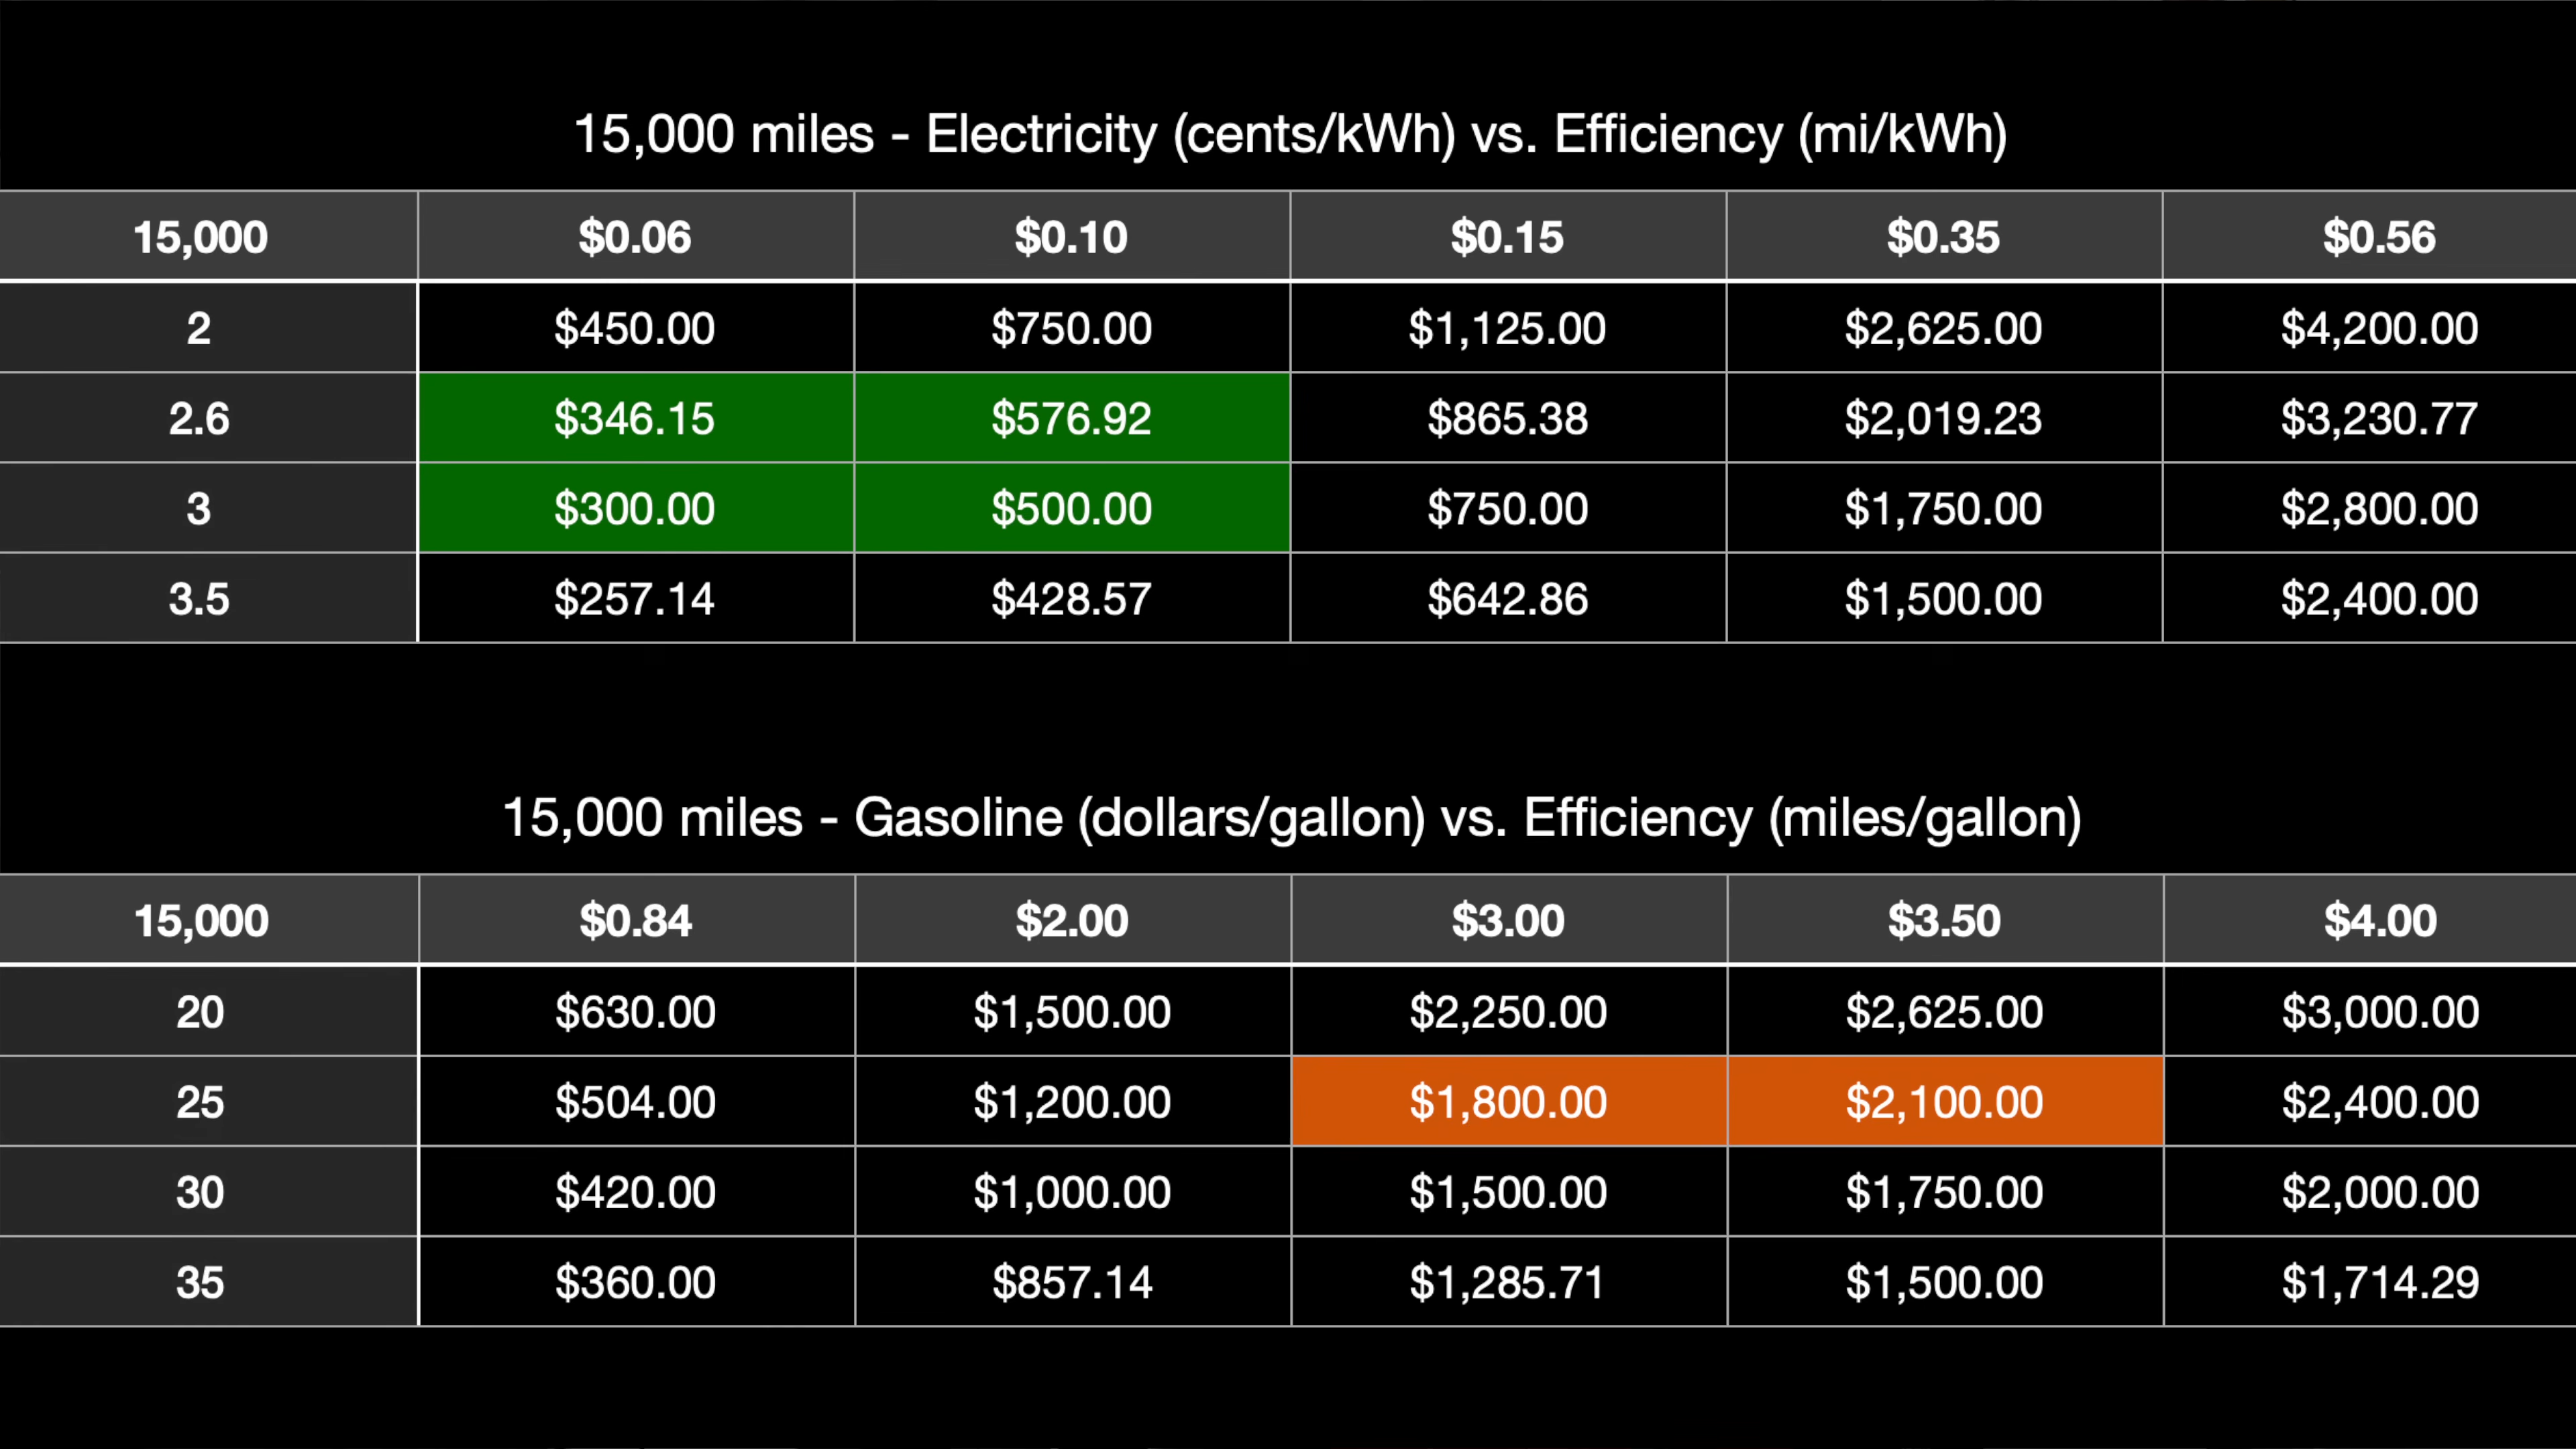 15,000 miles - Electricity (cents/kWh) vs. Efficiency (mi/kWh)
15,000 $0.06 $0.10 $0.15 $0.35 $0.56
2 $450.00 $750.00 $1,125.00 $2,625.00 $4,200.00
2.6 $346.15 $576.92 $865.38 $2,019.23 $3,230.77
3 $300.00 $500.00 $750.00 $1,750.00 $2,800.00
3.5 $257.14 $428.57 $642.86 $1,500.00 $2,400.00
15,000 miles - Gasoline (dollars/gallon) vs. Efficiency (miles/gallon)
15,000 $0.84 $2.00 $3.00 $3.50 $4.00
20 $630.00 $1,500.00 $2,250.00 $2,625.00 $3,000.00
25 $504.00 $1,200.00 $1,800.00 $2,100.00 $2,400.00
30 $420.00 $1,000.00 $1,500.00 $1,750.00 $2,000.00
35 $360.00 $857.14 $1,285.71 $1,500.00 $1,714.29